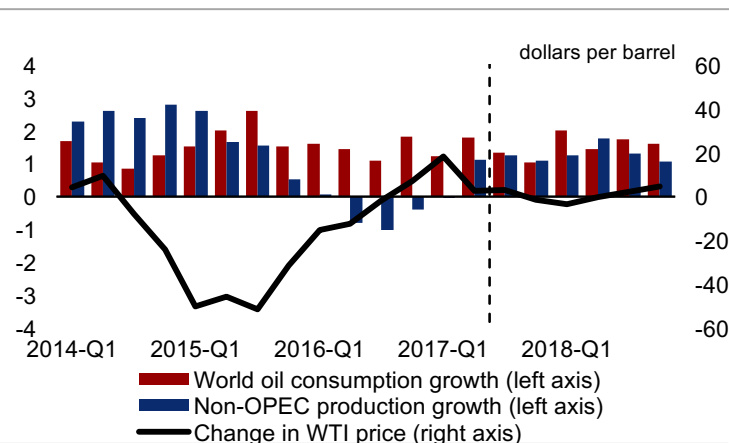 dollars per barrel
4 60
3 40
2 20
1
0 0
-1 -20
-2 -40
-3
-4 -60
2014-Q1 2015-Q1 2016-Q1 2017-Q1 2018-Q1
World oil consumption growth (left axis)
Non-OPEC production growth (left axis)
Change in WTI price (right axis)